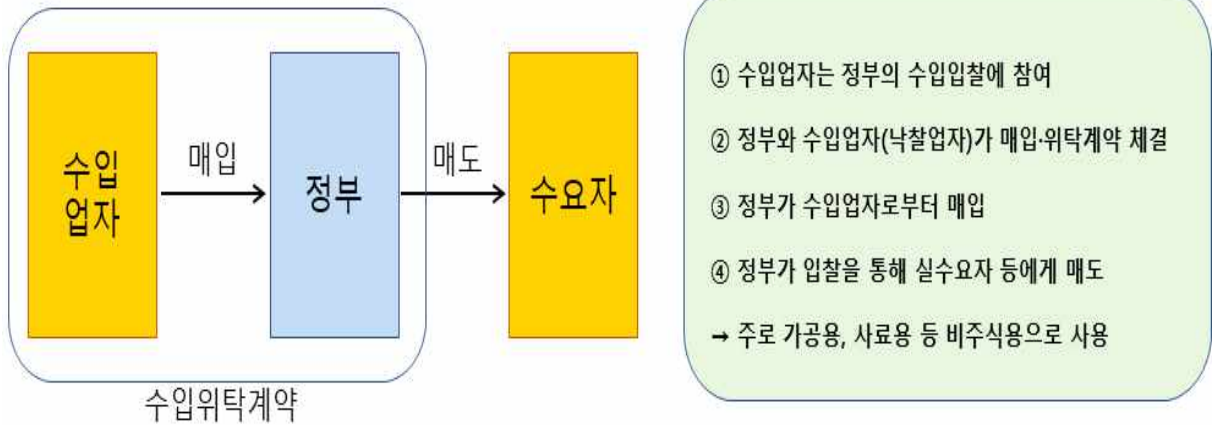 수입
업자
매입
정부
매도
수요자
수입위탁계약
① 수입업자는 정부의 수입입찰에 참여
② 정부와 수입업자(낙찰업자)가 매입·위탁계약 체결
③ 정부가 수입업자로부터 매입
④ 정부가 입찰을 통해 실수요자 등에게 매도
→ 주로 가공용, 사료용 등 비주식용으로 사용